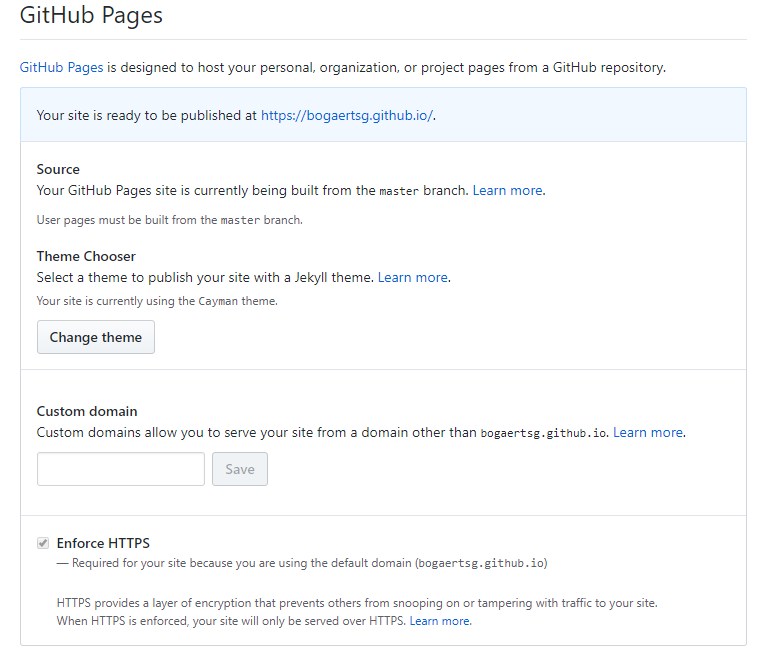 GitHub Pages
GitHub Pages is designed to host your personal, organization, or project pages from a GitHub repository.
Your site is ready to be published at https://bogaertsg.github.io/.
Source
Your GitHub Pages site is currently being built from the master branch. Learn more.
User pages must be built from the master branch.
Theme Chooser
Select a theme to publish your site with a Jekyll theme. Learn more.
Your site is currently using the Cayman theme.
Change theme
Custom domain
Custom domains allow you to serve your site from a domain other than bogaertsg.github.io. Learn more.
Save
Enforce HTTPS
— Required for your site because you are using the default domain (bogaertsg.github.io)
HTTPS provides a layer of encryption that prevents others from snooping on or tampering with traffic to your site.
When HTTPS is enforced, your site will only be served over HTTPS. Learn more.